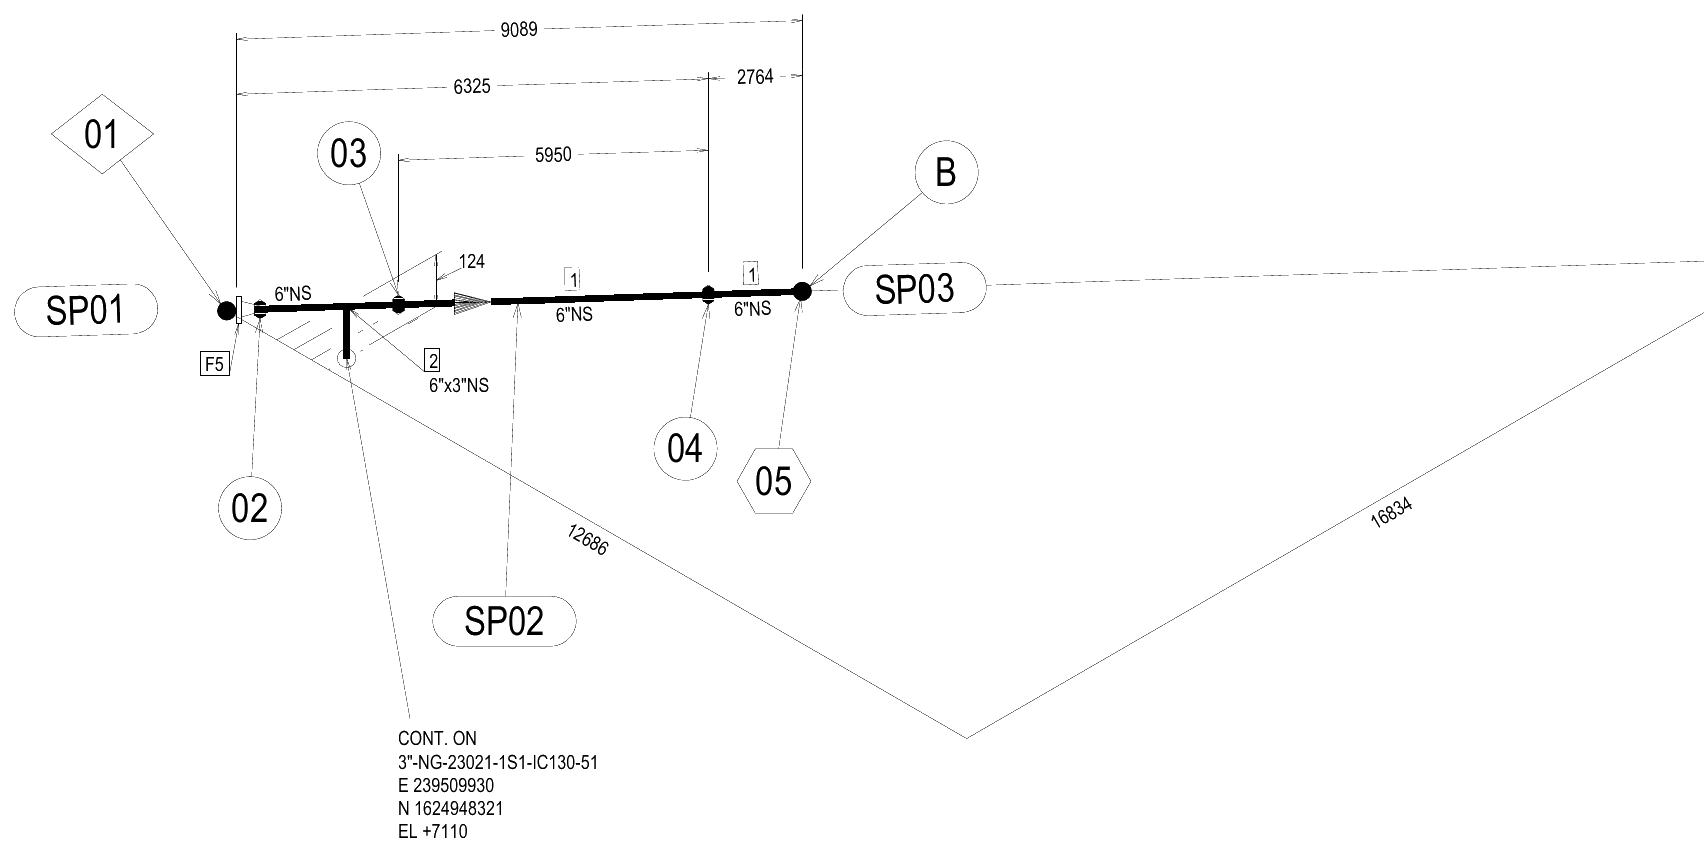 9089
6325
2764
01
03
5950
B
124
1
1
SP01
6"NS
SP03
6"NS
6"NS
F5
2
6"x3"NS
04
05
02
12686
16834
SP02
CONT. ON
3"-NG-23021-1S1-IC130-51
E 239509930
N 1624948321
EL +7110